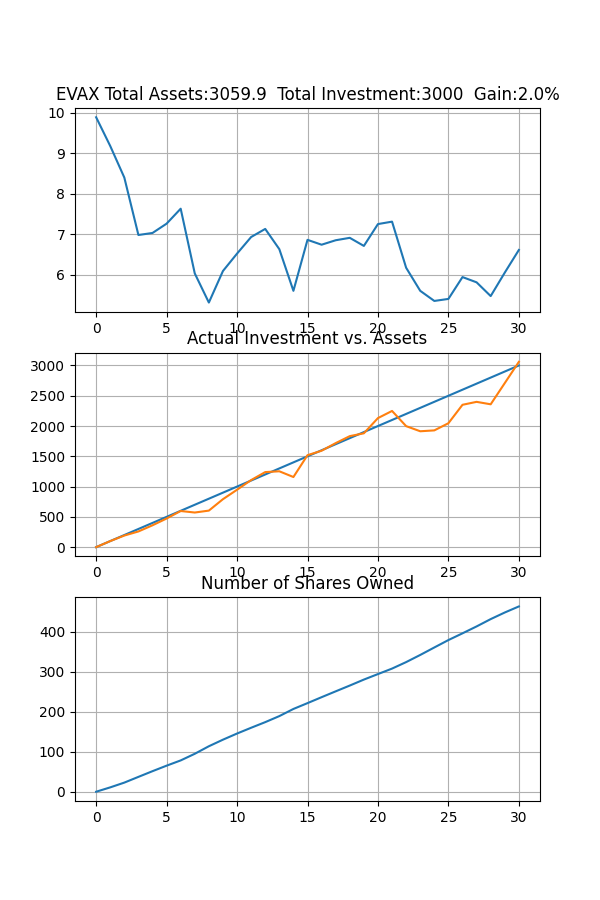 EVAX Total Assets:3059.9  Total Investment:3000  Gain:2.0%
10
9
8
7
6
0 5 10 15 20 25 30
Actual Investment vs. Assets
3000
2500
2000
1500
1000
500
0
0 5 10 15 20 25 30
Number of Shares Owned
400
300
200
100
0
0 5 10 15 20 25 30